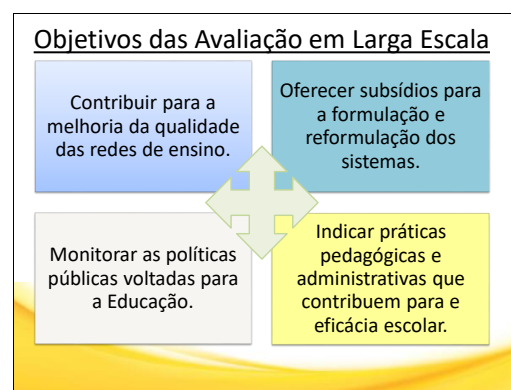 Objetivos das Avaliação em Larga Escala
Contribuir para a
melhoria da qualidade
das redes de ensino.
Oferecer subsídios para
a formulação e
reformulação dos
sistemas.
Monitorar as políticas
públicas voltadas para
a Educação.
Indicar práticas
pedagógicas e
administrativas que
contribuem para e
eficácia escolar.